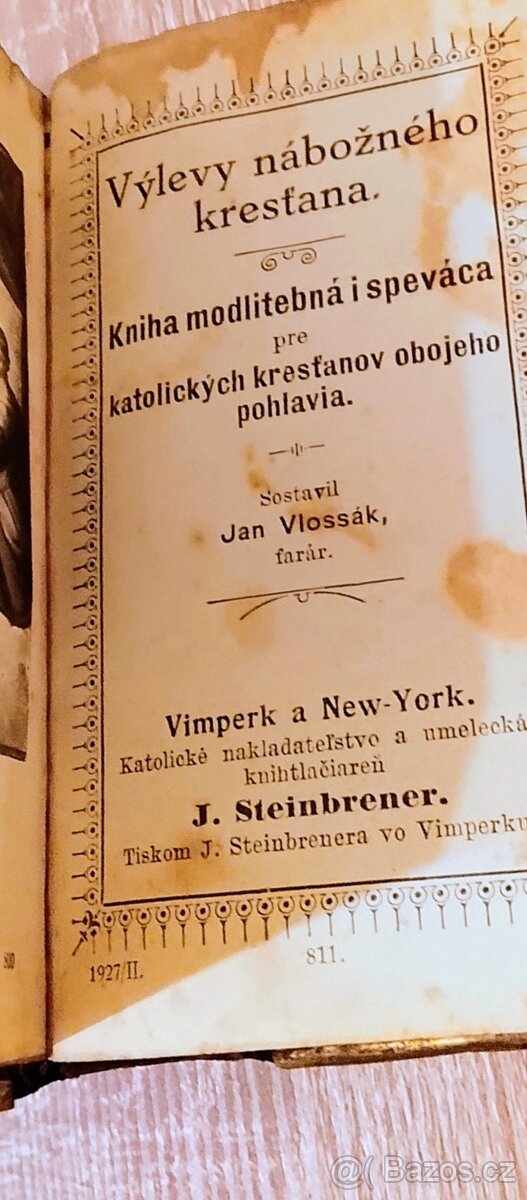 Výlevy nábožného
kresťana.
Kniha modlitebná i speváca
pre
katolických kresťanov obojeho
pohlavia.
Sostavil
Jan Vlossák,
farár.
Vimperk a New-York.
Katolické nakladateľstvo a umelecká
knihtlačiareň
J. Steinbrener.
Tiskom J. Steinbrenera vo Vimperku
1927/II.
811.
@( Bazos.cz